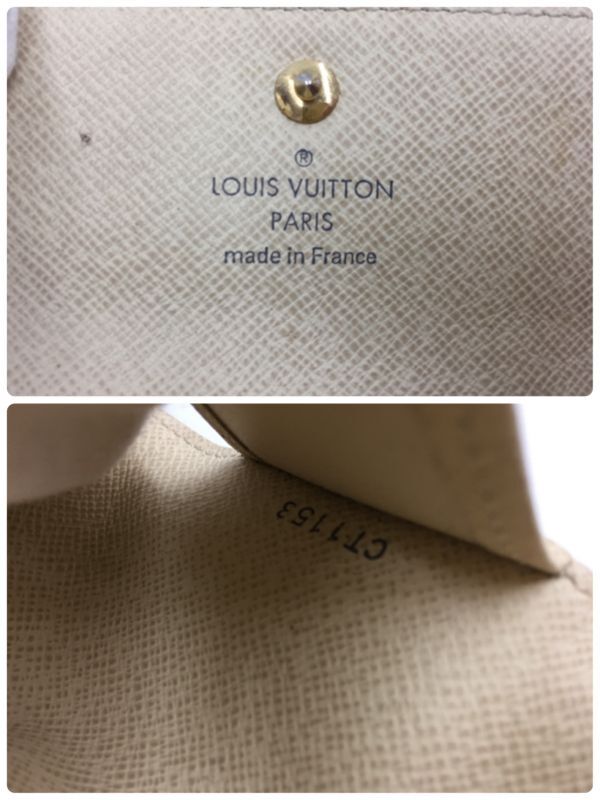 ®
LOUIS VUITTON
PARIS
made in France
CT1153